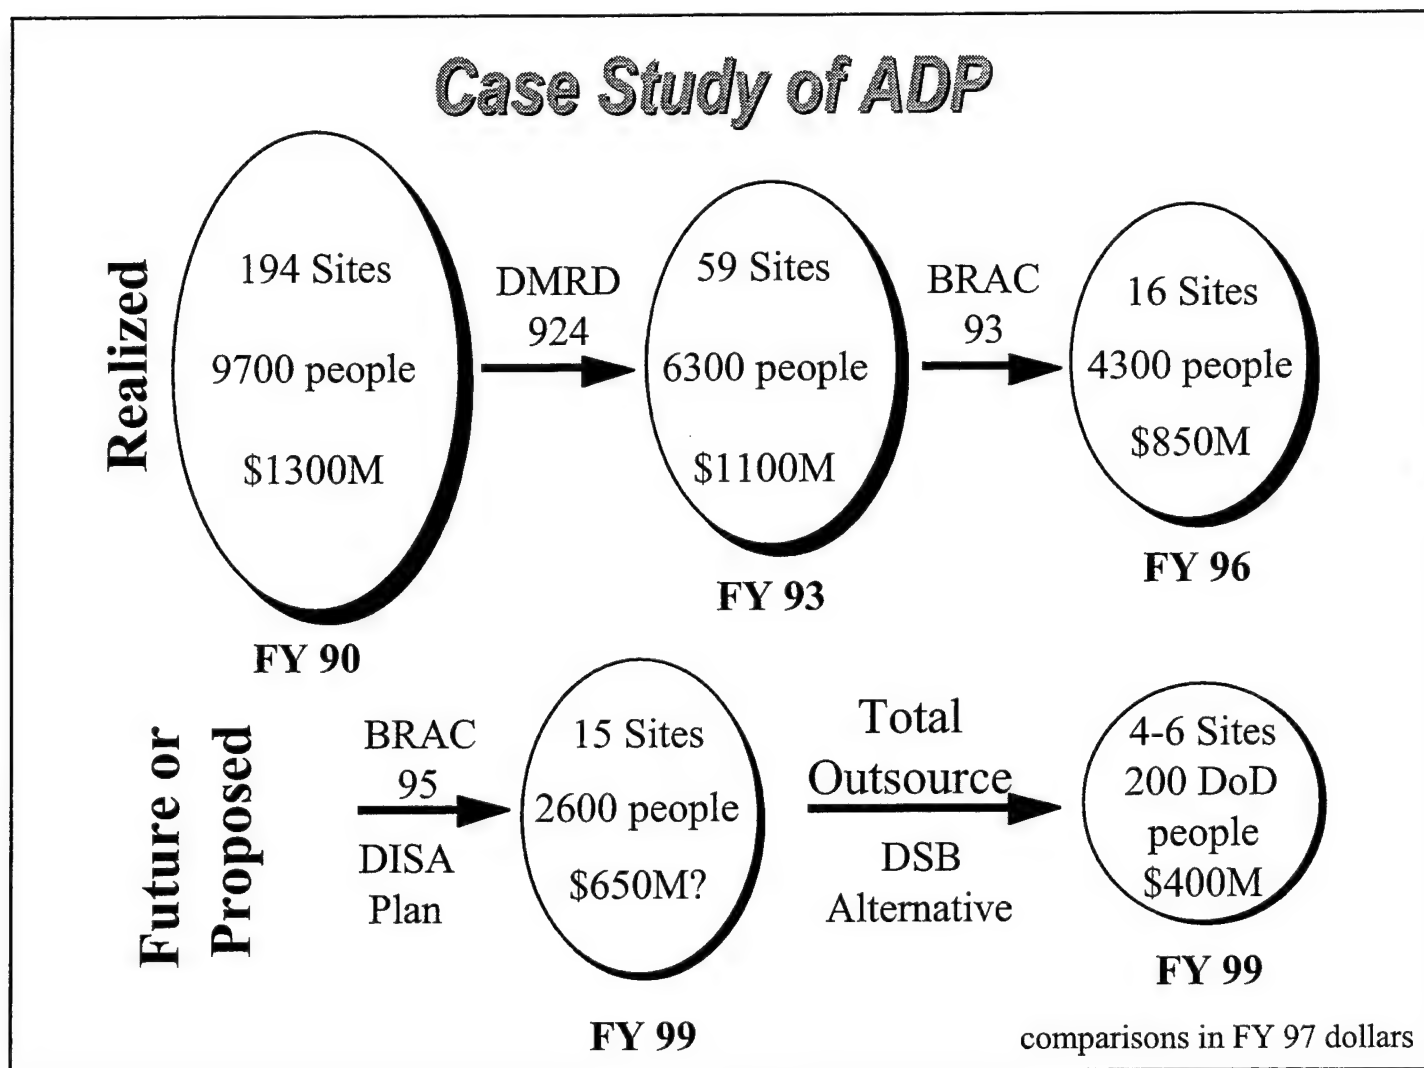 Case Study of ADP
Realized
194 Sites
9700 people
$1300M
FY 90
DMRD
924
59 Sites
6300 people
$1100M
FY 93
BRAC
93
16 Sites
4300 people
$850M
FY 96
Future or
Proposed
BRAC
95
DISA
Plan
15 Sites
2600 people
$650M?
FY 99
Total
Outsource
DSB
Alternative
4-6 Sites
200 DoD
people
$400M
FY 99
comparisons in FY 97 dollars